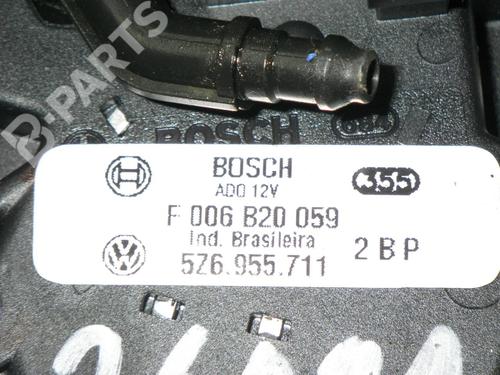 B-PARTS
BOSCH
BOSCH
ADO 12V
355
F 006 B20 059
Ind. Brasileira
2 B P
5Z6.955.711